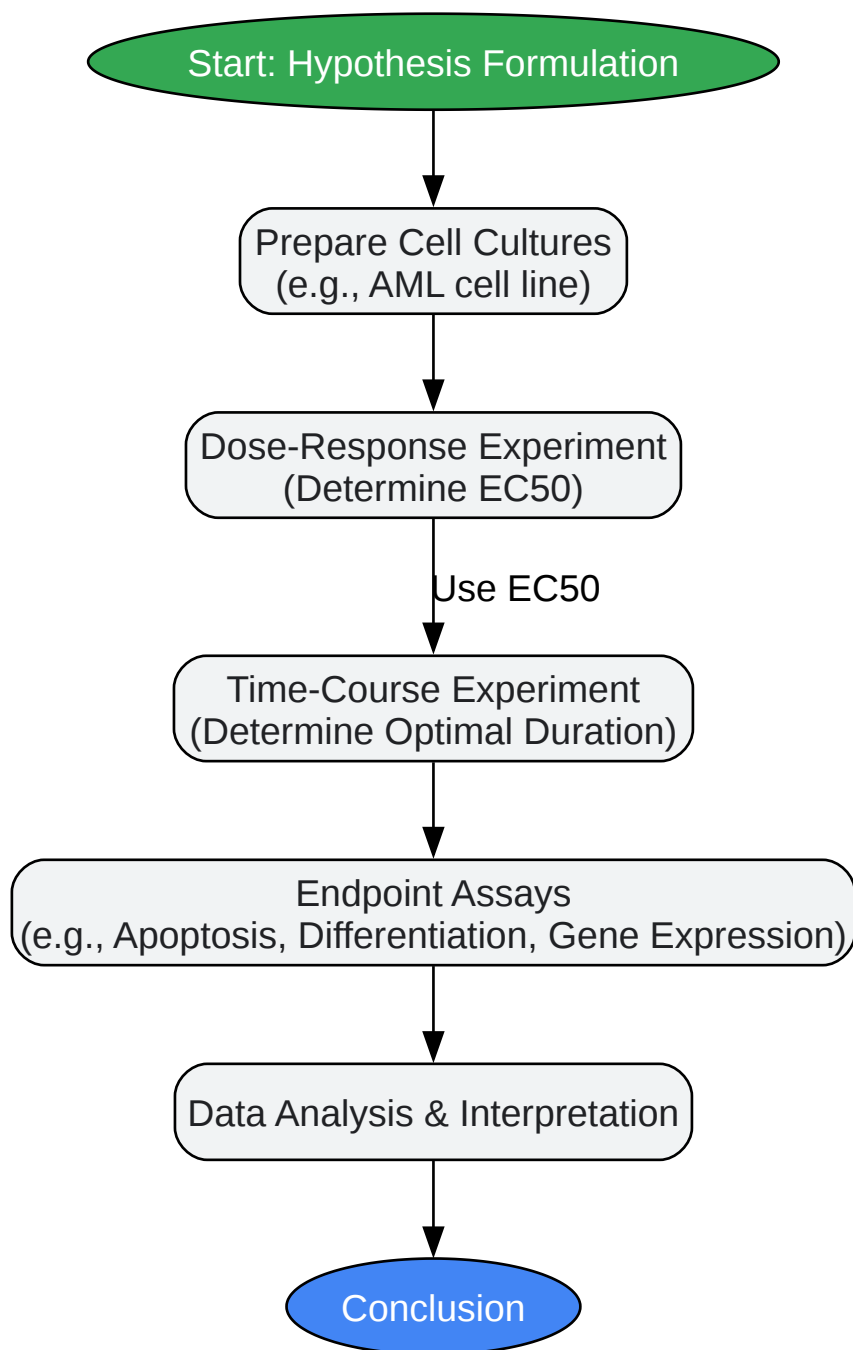 Start: Hypothesis Formulation
Prepare Cell Cultures
(e.g., AML cell line)
Dose-Response Experiment
(Determine EC50)
Use EC50
Time-Course Experiment
(Determine Optimal Duration)
Endpoint Assays
(e.g., Apoptosis, Differentiation, Gene Expression)
Data Analysis & Interpretation
Conclusion